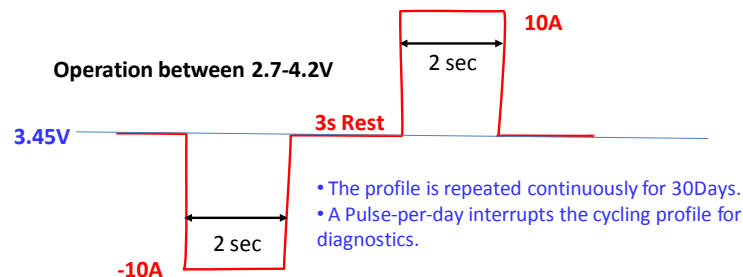 10A
2 sec
Operation between 2.7-4.2V
3s Rest
3.45V
• The profile is repeated continuously for 30Days.
• A Pulse-per-day interrupts the cycling profile for
diagnostics.
2 sec
-10A